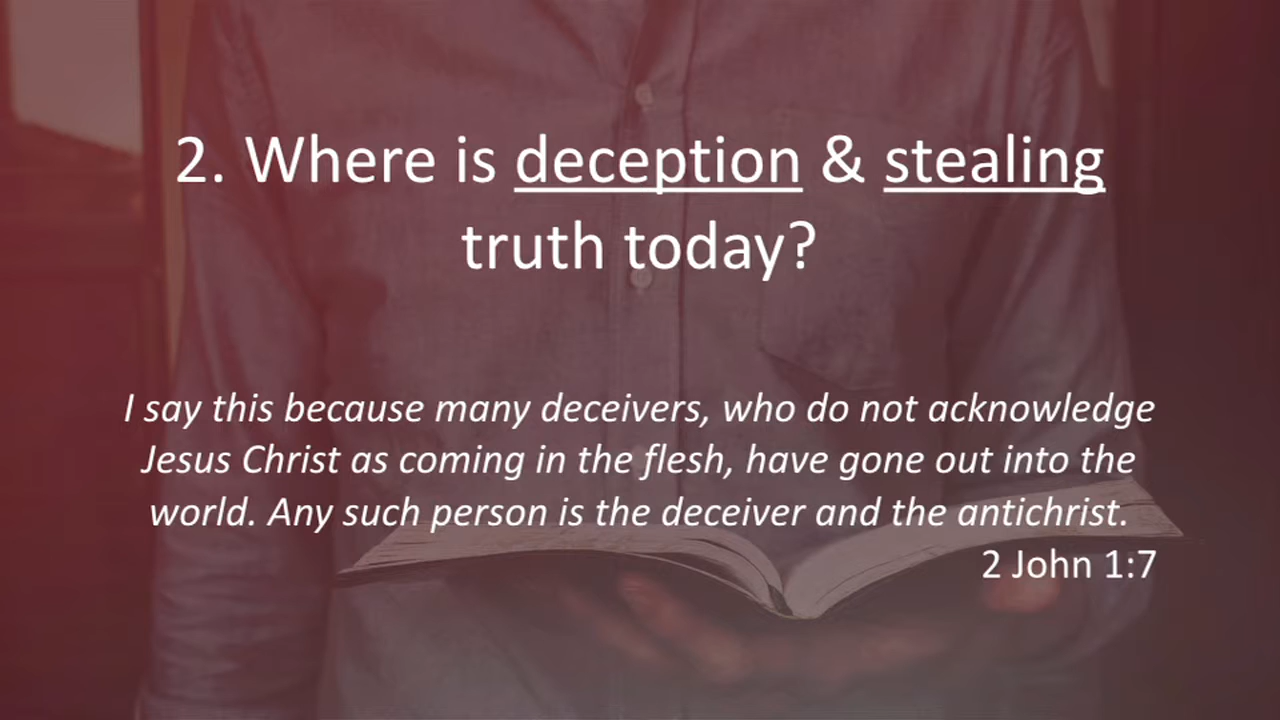 2. Where is deception & stealing
truth today?
I say this because many deceivers, who do not acknowledge
Jesus Christ as coming in the flesh, have gone out into the
world. Any such person is the deceiver and the antichrist.
2 John 1:7